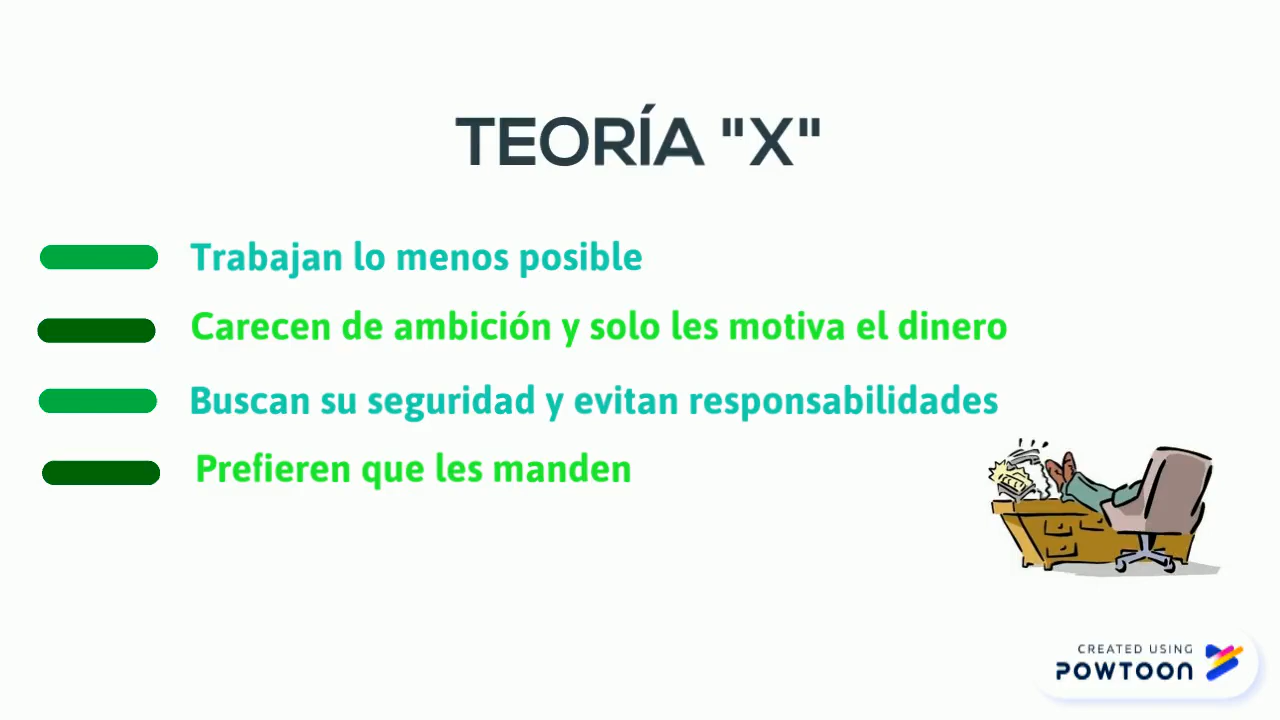 TEORÍA "X"
Trabajan lo menos posible
Carecen de ambición y solo les motiva el dinero
Buscan su seguridad y evitan responsabilidades
Prefieren que les manden
CREATED USING
POWTOON